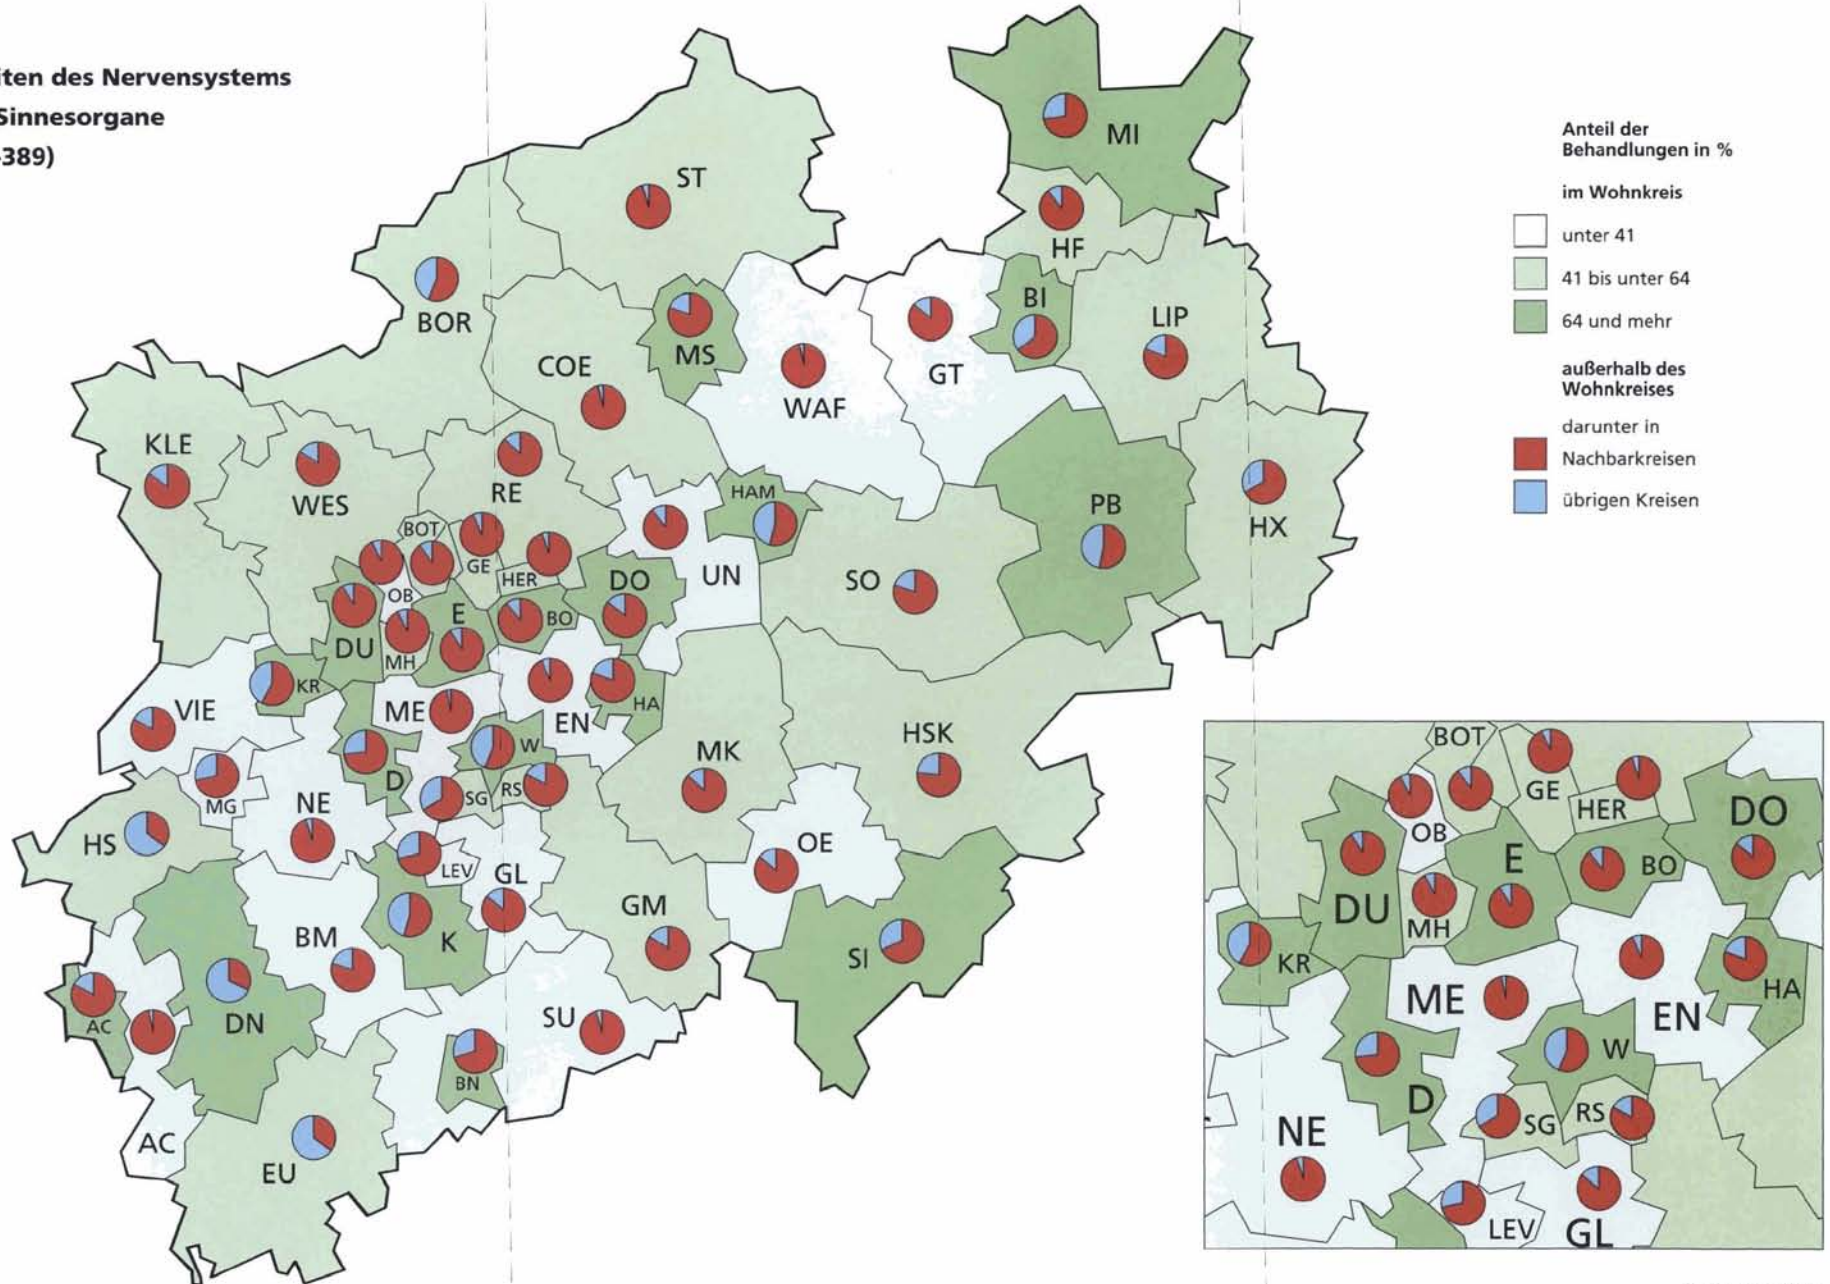 iten des Nervensystems
Sinnesorgane
-389)
Anteil der
Behandlungen in %
im Wohnkreis
unter 41
41 bis unter 64
64 und mehr
außerhalb des
Wohnkreises
darunter in
Nachbarkreisen
übrigen Kreisen
MI
ST
HF
BI
BOR
LIP
MS
COE
GT
WAF
KLE
RE
HAM
WES
PB
HX
BOT
GE
HER
DO
UN
SO
OB
E
BO
DU
MH
KR
HA
VIE
ME
EN
HSK
W
MK
D
SG
RS
MG
NE
HS
OE
LEV
GL
GM
BM
K
SI
AC
DN
SU
BN
AC
EU
BOT
GE
HER
DO
OB
E
BO
DU
MH
KR
HA
ME
EN
W
D
SG
RS
NE
LEV
GL